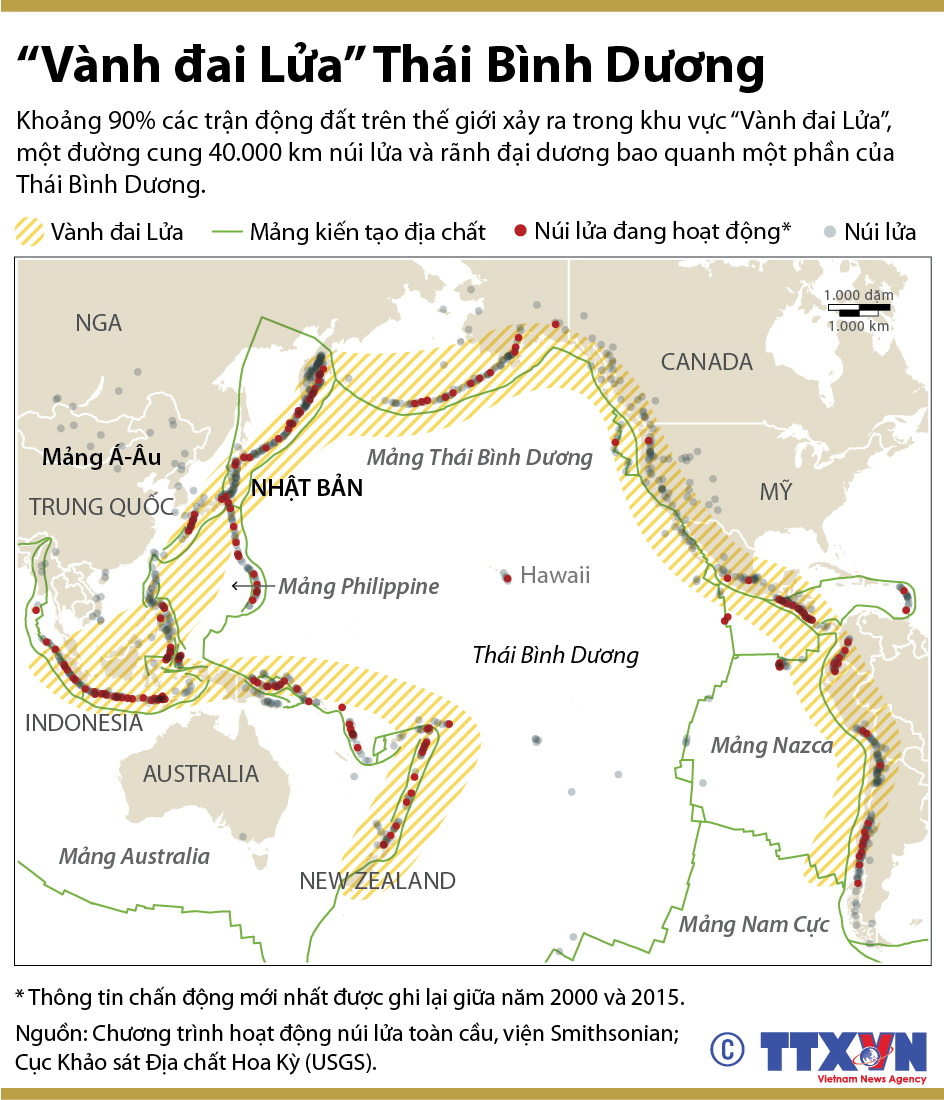 “Vành đai Lửa” Thái Bình Dương
Khoảng 90% các trận động đất trên thế giới xảy ra trong khu vực “Vành đai Lửa”,
một đường cung 40.000 km núi lửa và rãnh đại dương bao quanh một phần của
Thái Bình Dương.
Vành đai Lửa
Mảng kiến tạo địa chất
Núi lửa đang hoạt động*
Núi lửa
1.000 dặm
1.000 km
NGA
CANADA
Mảng Á-Âu
Mảng Thái Bình Dương
NHẬT BẢN
MỸ
TRUNG QUỐC
Mảng Philippine
Hawaii
Thái Bình Dương
INDONESIA
Mảng Nazca
AUSTRALIA
Mảng Australia
NEW ZEALAND
Mảng Nam Cực
* Thông tin chấn động mới nhất được ghi lại giữa năm 2000 và 2015.
Nguồn: Chương trình hoạt động núi lửa toàn cầu, viện Smithsonian;
Cục Khảo sát Địa chất Hoa Kỳ (USGS).
© TTXVN
Vietnam News Agency